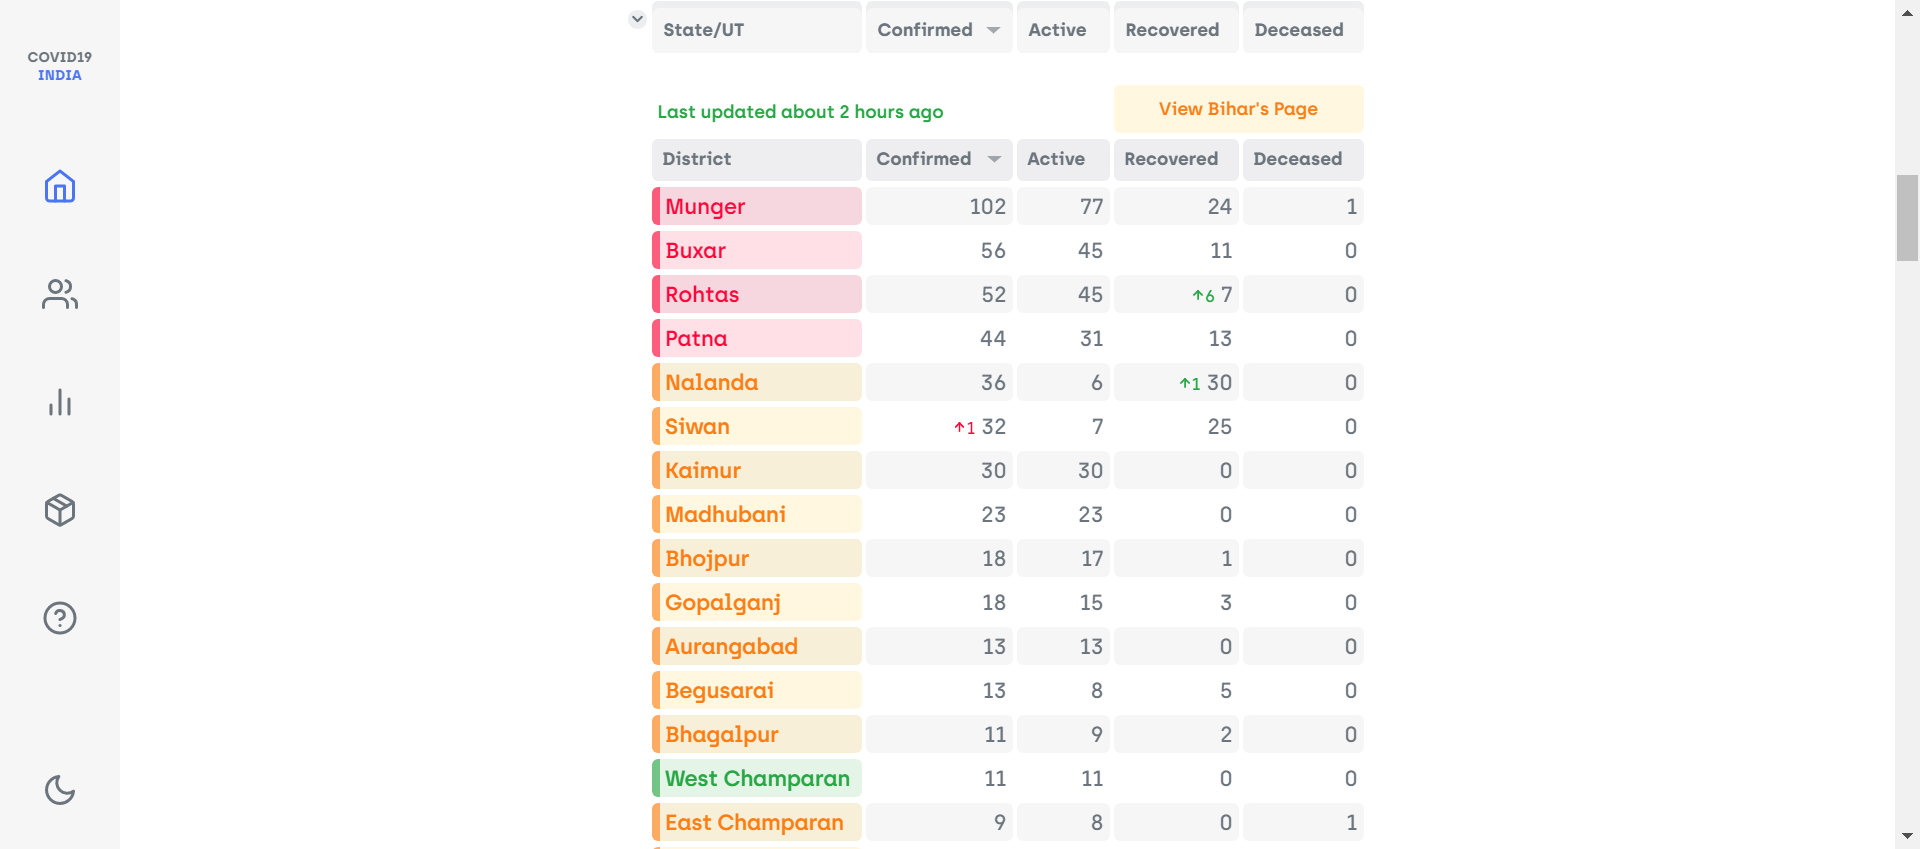 COVID19
INDIA
State/UT Confirmed Active Recovered Deceased
Last updated about 2 hours ago View Bihar's Page
District Confirmed Active Recovered Deceased
Munger 102 77 24 1
Buxar 56 45 11 0
Rohtas 52 45 ↑6 7 0
Patna 44 31 13 0
Nalanda 36 6 ↑1 30 0
Siwan ↑1 32 7 25 0
Kaimur 30 30 0 0
Madhubani 23 23 0 0
Bhojpur 18 17 1 0
Gopalganj 18 15 3 0
Aurangabad 13 13 0 0
Begusarai 13 8 5 0
Bhagalpur 11 9 2 0
West Champaran 11 11 0 0
East Champaran 9 8 0 1